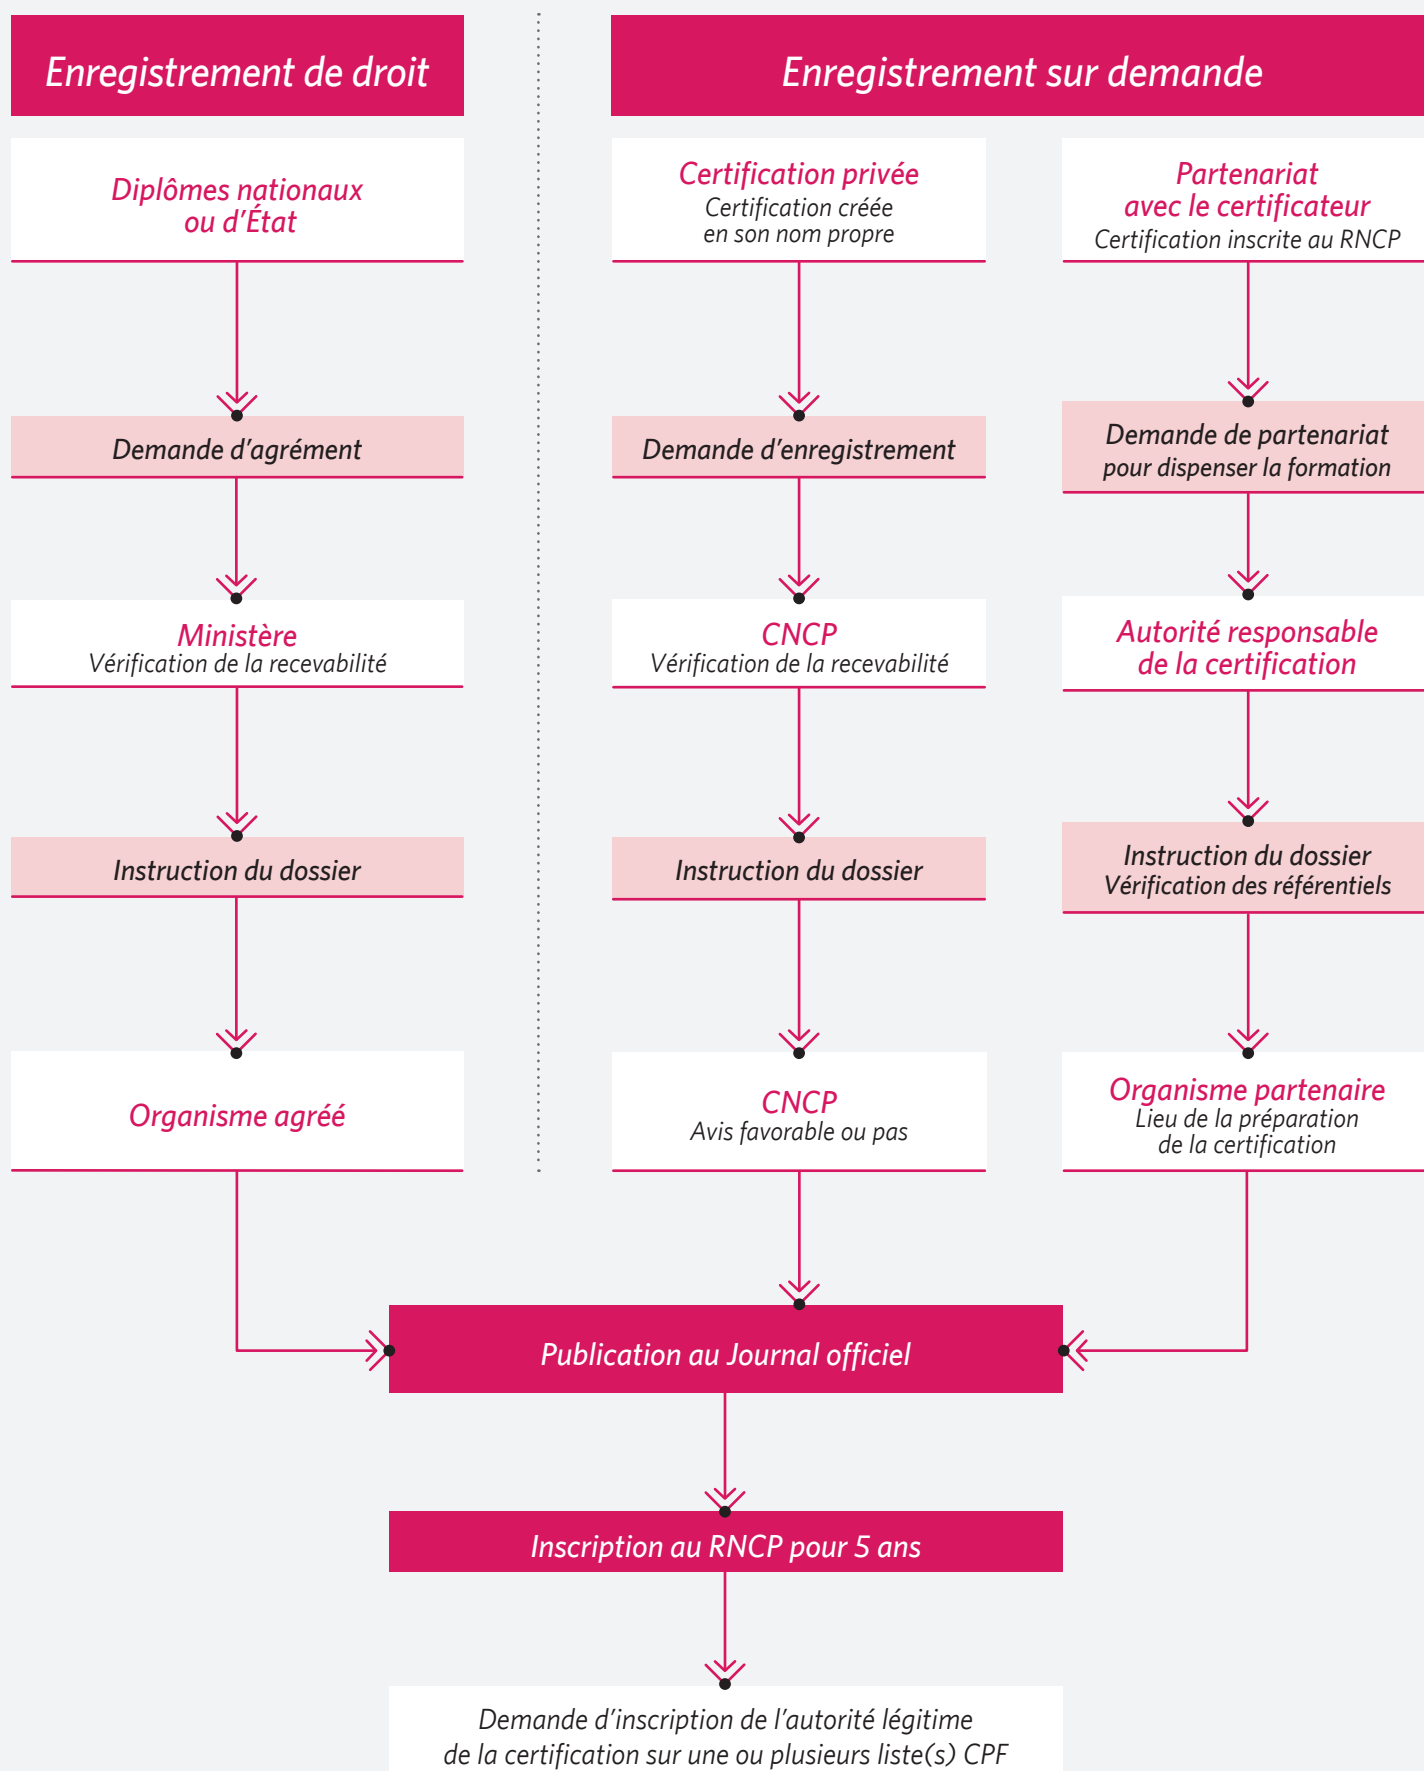 Enregistrement de droit
Enregistrement sur demande
Diplômes nationaux
ou d'État
Certification privée
Certification créée
en son nom propre
Partenariat
avec le certificateur
Certification inscrite au RNCP
Demande d'agrément
Demande d'enregistrement
Demande de partenariat
pour dispenser la formation
Ministère
Vérification de la recevabilité
CNCP
Vérification de la recevabilité
Autorité responsable
de la certification
Instruction du dossier
Instruction du dossier
Instruction du dossier
Vérification des référentiels
Organisme agréé
CNCP
Avis favorable ou pas
Organisme partenaire
Lieu de la préparation
de la certification
Publication au Journal officiel
Inscription au RNCP pour 5 ans
Demande d'inscription de l'autorité légitime
de la certification sur une ou plusieurs liste(s) CPF